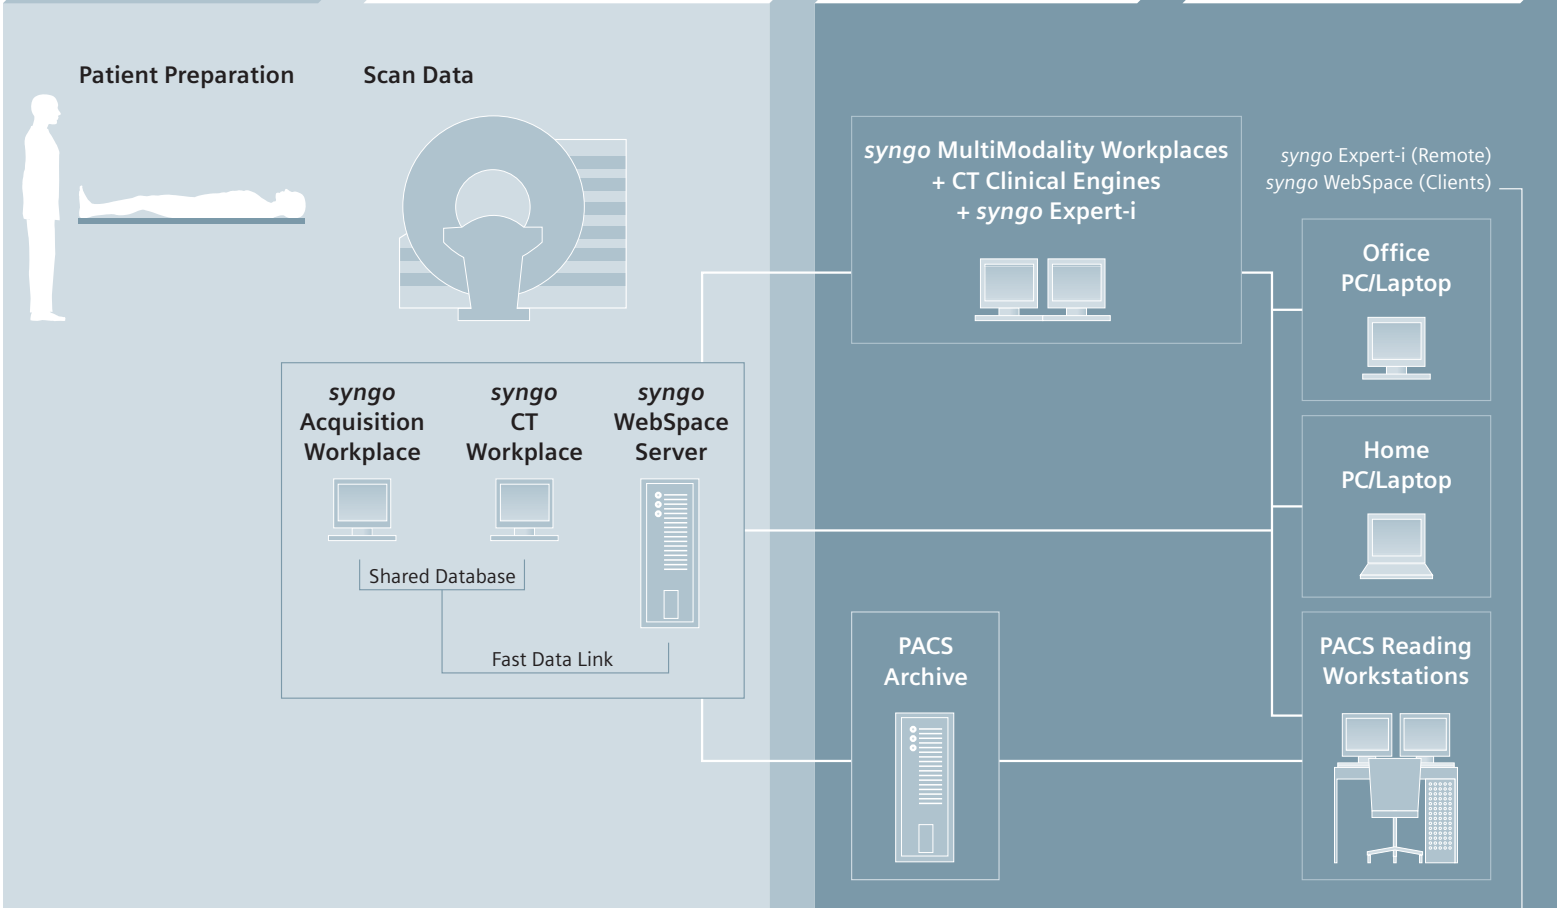 Patient Preparation
Scan Data
syngo
Acquisition
Workplace
syngo
CT
Workplace
syngo
WebSpace
Server
Shared Database
Fast Data Link
syngo MultiModality Workplaces
+ CT Clinical Engines
+ syngo Expert-i
syngo Expert-i (Remote)
syngo WebSpace (Clients)
Office
PC/Laptop
Home
PC/Laptop
PACS
Archive
PACS Reading
Workstations